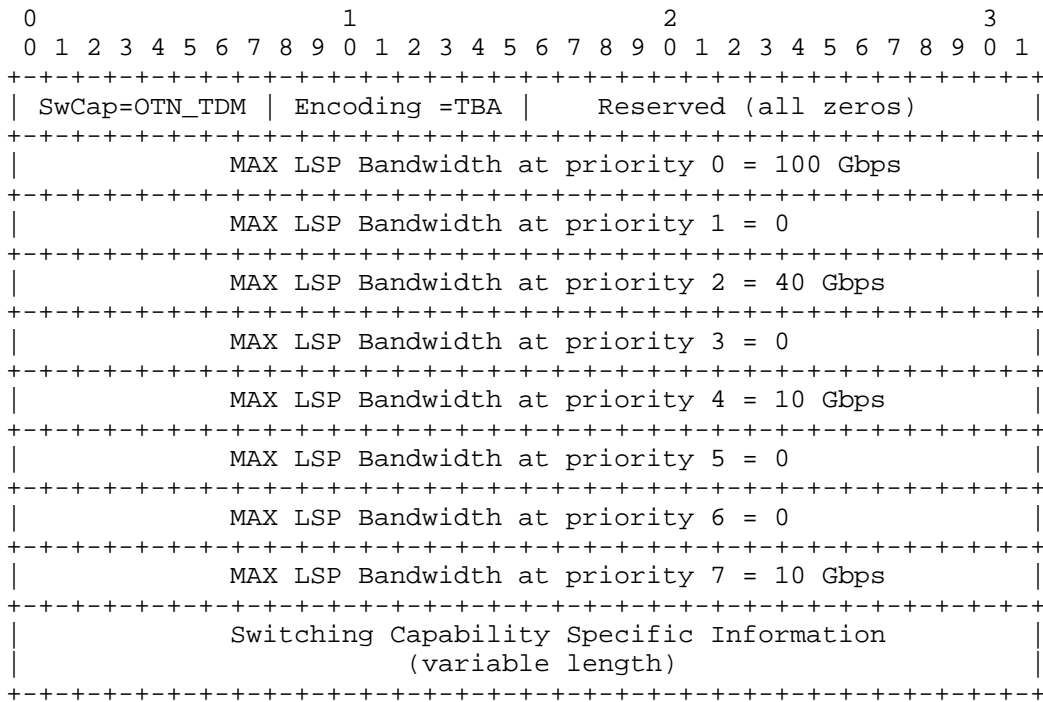 0                   1                   2                   3
 0 1 2 3 4 5 6 7 8 9 0 1 2 3 4 5 6 7 8 9 0 1 2 3 4 5 6 7 8 9 0 1
+-+-+-+-+-+-+-+-+-+-+-+-+-+-+-+-+-+-+-+-+-+-+-+-+-+-+-+-+-+-+-+-+
| SwCap=OTN_TDM | Encoding =TBA |    Reserved (all zeros)       |
+-+-+-+-+-+-+-+-+-+-+-+-+-+-+-+-+-+-+-+-+-+-+-+-+-+-+-+-+-+-+-+-+
|             MAX LSP Bandwidth at priority 0 = 100 Gbps        |
+-+-+-+-+-+-+-+-+-+-+-+-+-+-+-+-+-+-+-+-+-+-+-+-+-+-+-+-+-+-+-+-+
|             MAX LSP Bandwidth at priority 1 = 0               |
+-+-+-+-+-+-+-+-+-+-+-+-+-+-+-+-+-+-+-+-+-+-+-+-+-+-+-+-+-+-+-+-+
|             MAX LSP Bandwidth at priority 2 = 40 Gbps         |
+-+-+-+-+-+-+-+-+-+-+-+-+-+-+-+-+-+-+-+-+-+-+-+-+-+-+-+-+-+-+-+-+
|             MAX LSP Bandwidth at priority 3 = 0               |
+-+-+-+-+-+-+-+-+-+-+-+-+-+-+-+-+-+-+-+-+-+-+-+-+-+-+-+-+-+-+-+-+
|             MAX LSP Bandwidth at priority 4 = 10 Gbps         |
+-+-+-+-+-+-+-+-+-+-+-+-+-+-+-+-+-+-+-+-+-+-+-+-+-+-+-+-+-+-+-+-+
|             MAX LSP Bandwidth at priority 5 = 0               |
+-+-+-+-+-+-+-+-+-+-+-+-+-+-+-+-+-+-+-+-+-+-+-+-+-+-+-+-+-+-+-+-+
|             MAX LSP Bandwidth at priority 6 = 0               |
+-+-+-+-+-+-+-+-+-+-+-+-+-+-+-+-+-+-+-+-+-+-+-+-+-+-+-+-+-+-+-+-+
|             MAX LSP Bandwidth at priority 7 = 10 Gbps         |
+-+-+-+-+-+-+-+-+-+-+-+-+-+-+-+-+-+-+-+-+-+-+-+-+-+-+-+-+-+-+-+-+
|             Switching Capability Specific Information         |
|                        (variable length)                      |
+-+-+-+-+-+-+-+-+-+-+-+-+-+-+-+-+-+-+-+-+-+-+-+-+-+-+-+-+-+-+-+-+